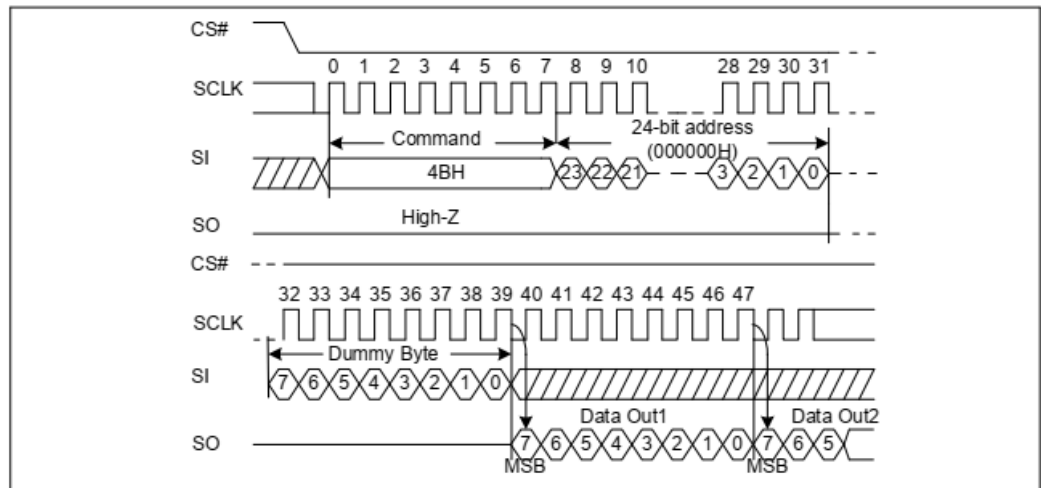 CS#
0 1 2 3 4 5 6 7 8 9 10 28 29 30 31
SCLK
Command 24-bit address
(000000H)
SI
4BH 23 22 21 3 2 1 0
High-Z
SO
CS#
32 33 34 35 36 37 38 39 40 41 42 43 44 45 46 47
SCLK
Dummy Byte
SI
7 6 5 4 3 2 1 0
Data Out1 Data Out2
SO
7 6 5 4 3 2 1 0 7 6 5
MSB MSB